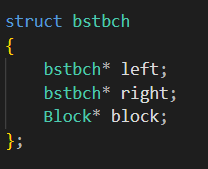 struct bstbch
{
    bstbch* left;
    bstbch* right;
    Block* block;
};